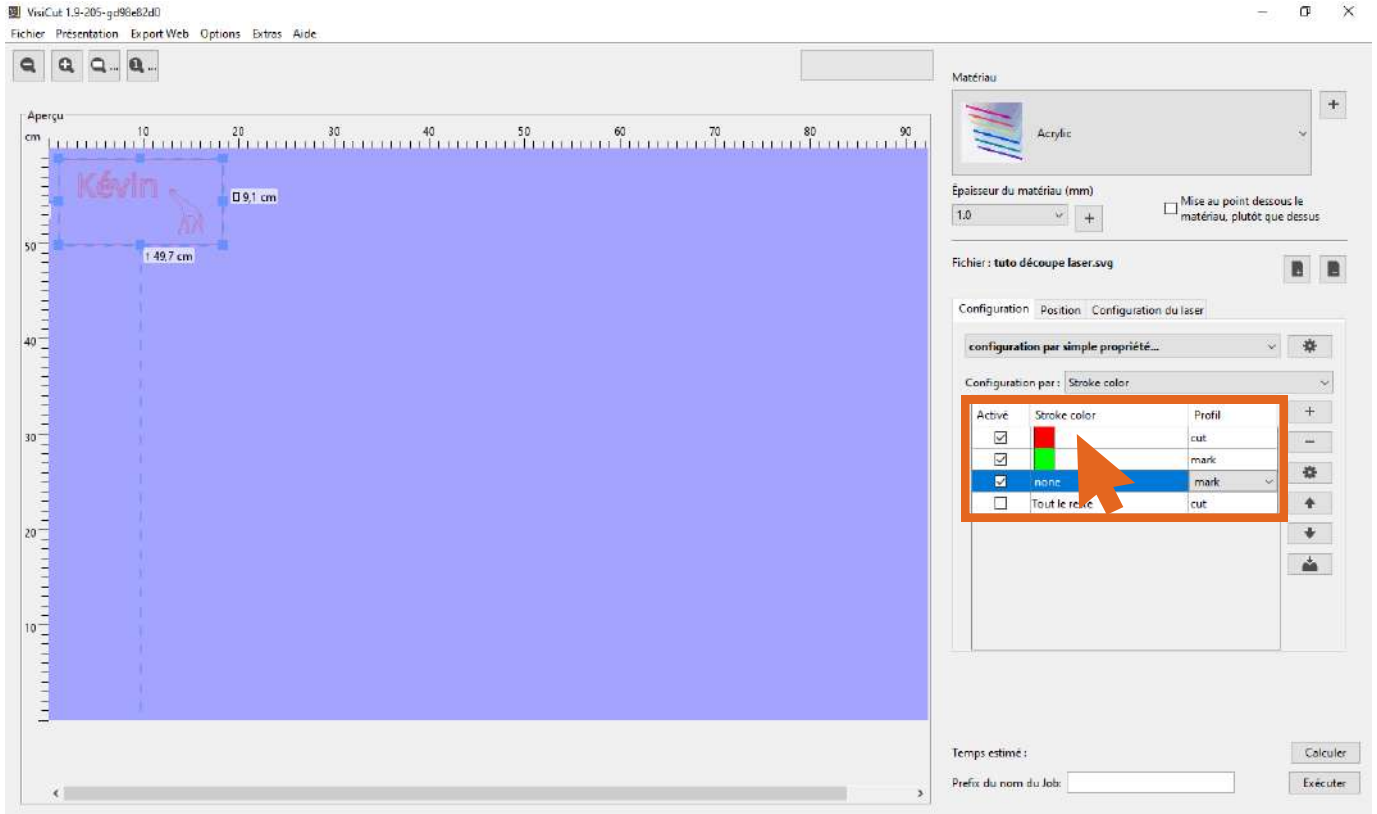 VisiCut 1.9-205-gd98e82d0
Fichier Présentation Export Web Options Extras Aide
...
...
Matériau
Acrylic
+
Aperçu
cm 10 20 30 40 50 60 70 80 90
Kévin
9,1 cm
49,7 cm
50
40
30
20
10
Épaisseur du matériau (mm)
1.0
+
Mise au point dessous le
matériau, plutôt que dessus
Fichier : tuto découpe laser.svg
Configuration Position Configuration du laser
configuration par simple propriété...
Configuration par : Stroke color
Activé Stroke color Profil
cut
mark
none mark
Tout le reste cut
Temps estimé :
Calculer
Prefix du nom du Job:
Exécuter